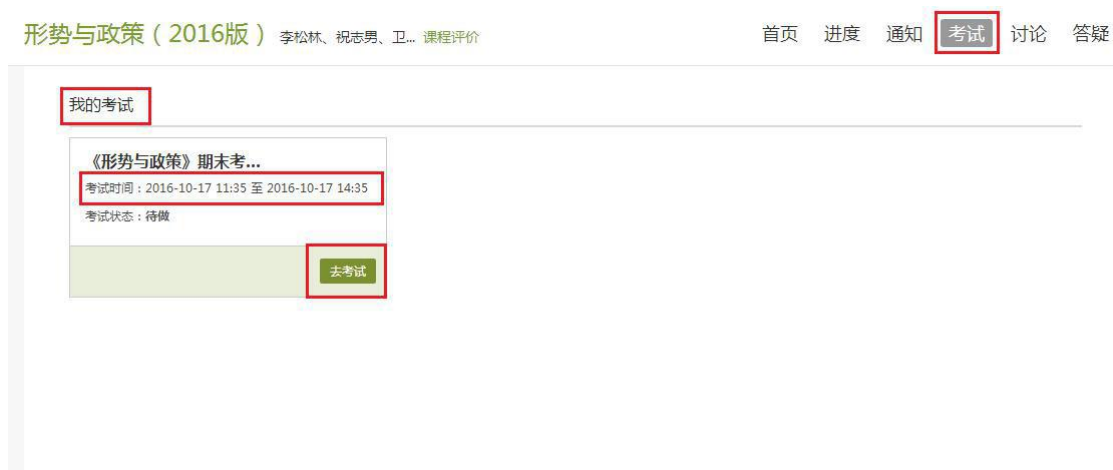 形势与政策（2016版） 李松林、祝志男、卫... 课程评价 首页 进度 通知 考试 讨论 答疑
我的考试
《形势与政策》期末考...
考试时间：2016-10-17 11:35 至 2016-10-17 14:35
考试状态：待做
去考试